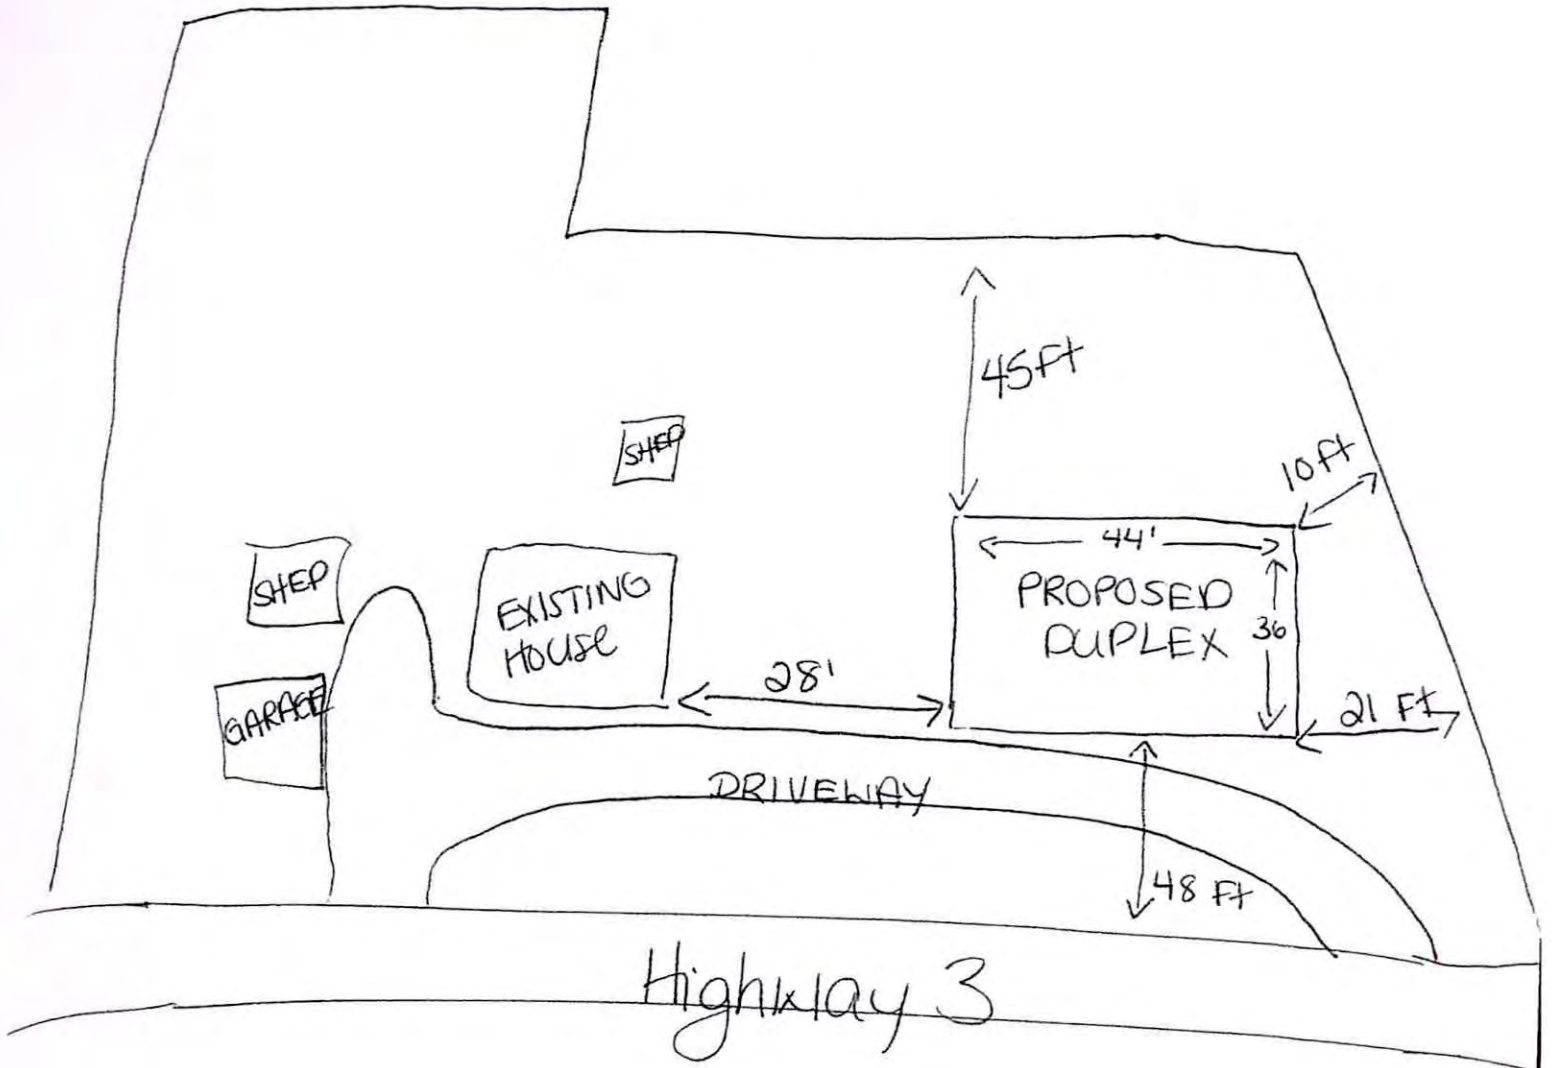 45ft
SHED
10ft
44'
SHED
EXISTING
House
PROPOSED
DUPLEX
36
28'
21 Ft
GARAGE
DRIVEWAY
48 Ft
Highway 3